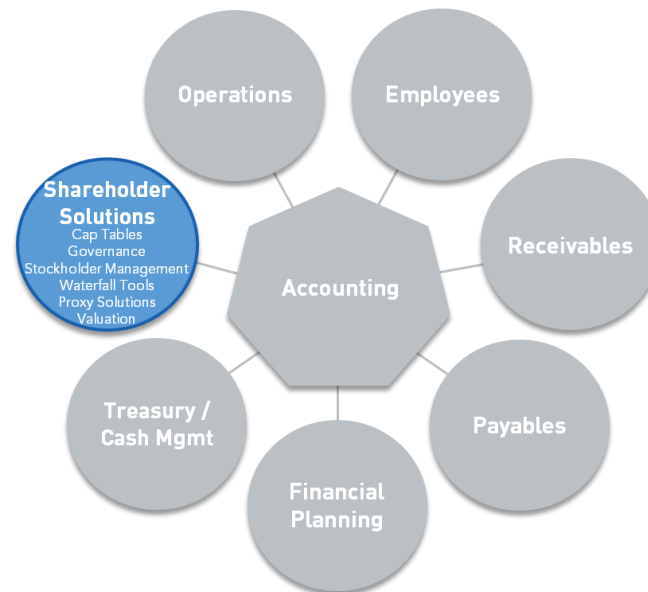 Operations
Employees
Shareholder
Solutions
Cap Tables
Governance
Stockholder Management
Waterfall Tools
Proxy Solutions
Valuation
Receivables
Accounting
Treasury /
Cash Mgmt
Payables
Financial
Planning